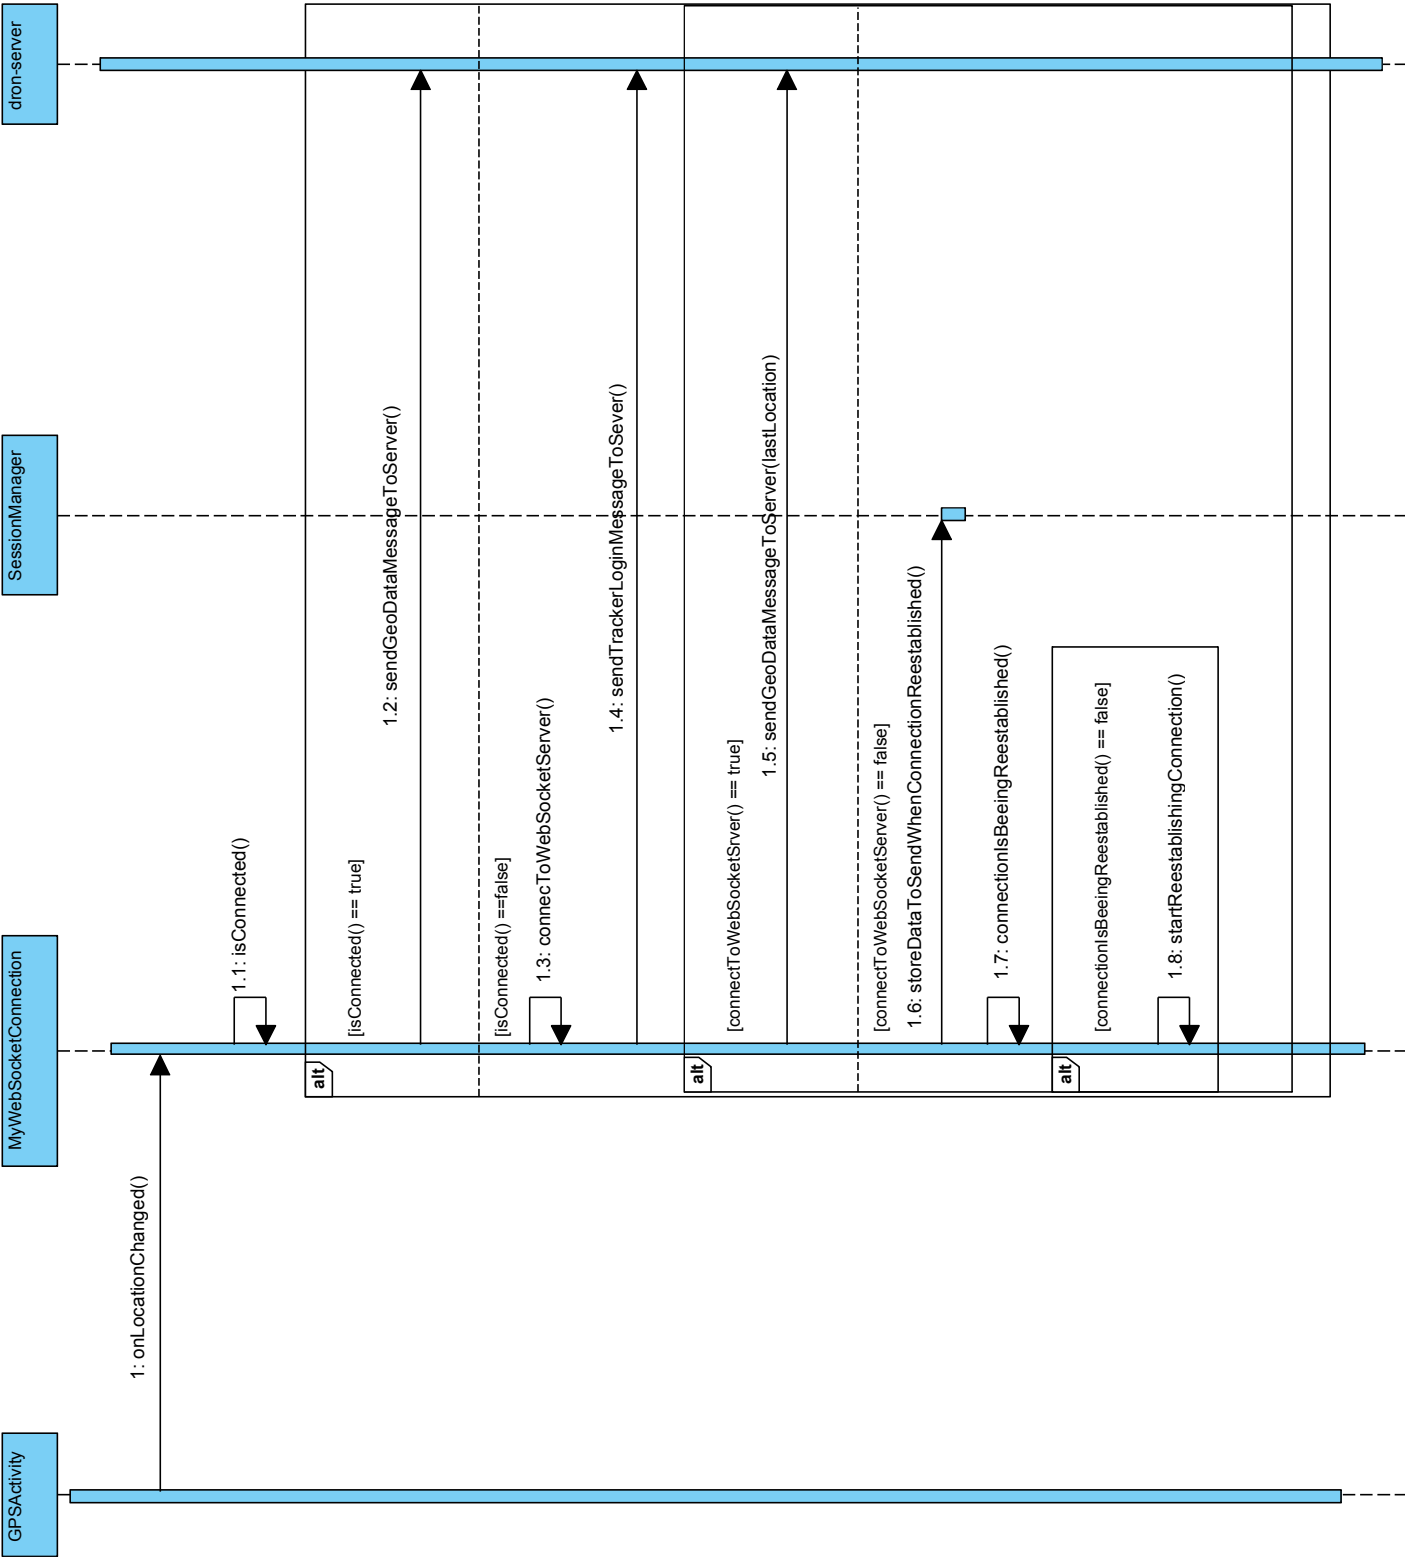 GPSActivity
MyWebSocketConnection
SessionManager
dron-server
1: onLocationChanged()
1.1: isConnected()
alt
[isConnected() == true]
1.2: sendGeoDataMessageToServer()
[isConnected() ==false]
1.3: connecToWebSocketServer()
1.4: sendTrackerLoginMessageToSever()
alt
[connectToWebSocketSrver() == true]
1.5: sendGeoDataMessageToServer(lastLocation)
[connectToWebSocketServer() == false]
1.6: storeDataToSendWhenConnectionReestablished()
1.7: connectionIsBeeingReestablished()
alt
[connectionIsBeeingReestablished() == false]
1.8: startReestablishingConnection()